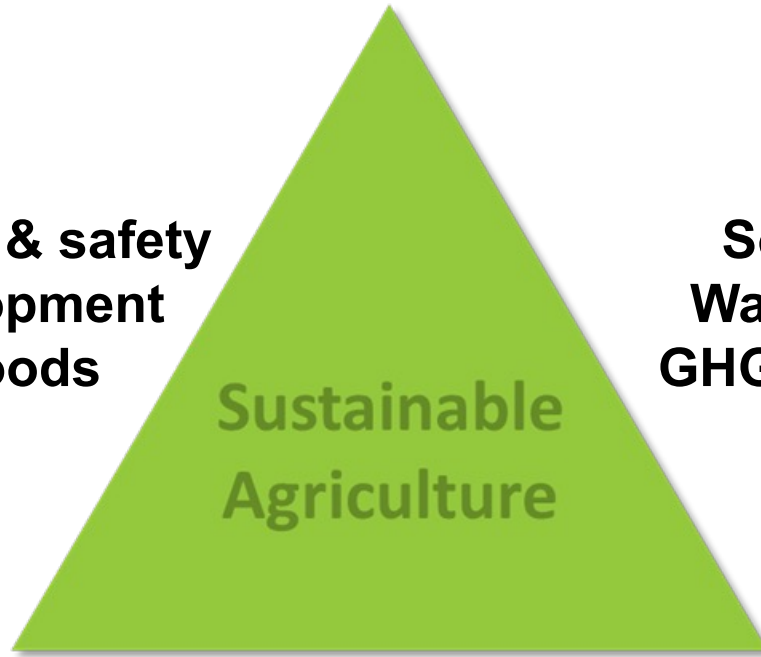 & safety
opment
oods
Sustainable
Agriculture
Wa
GHG